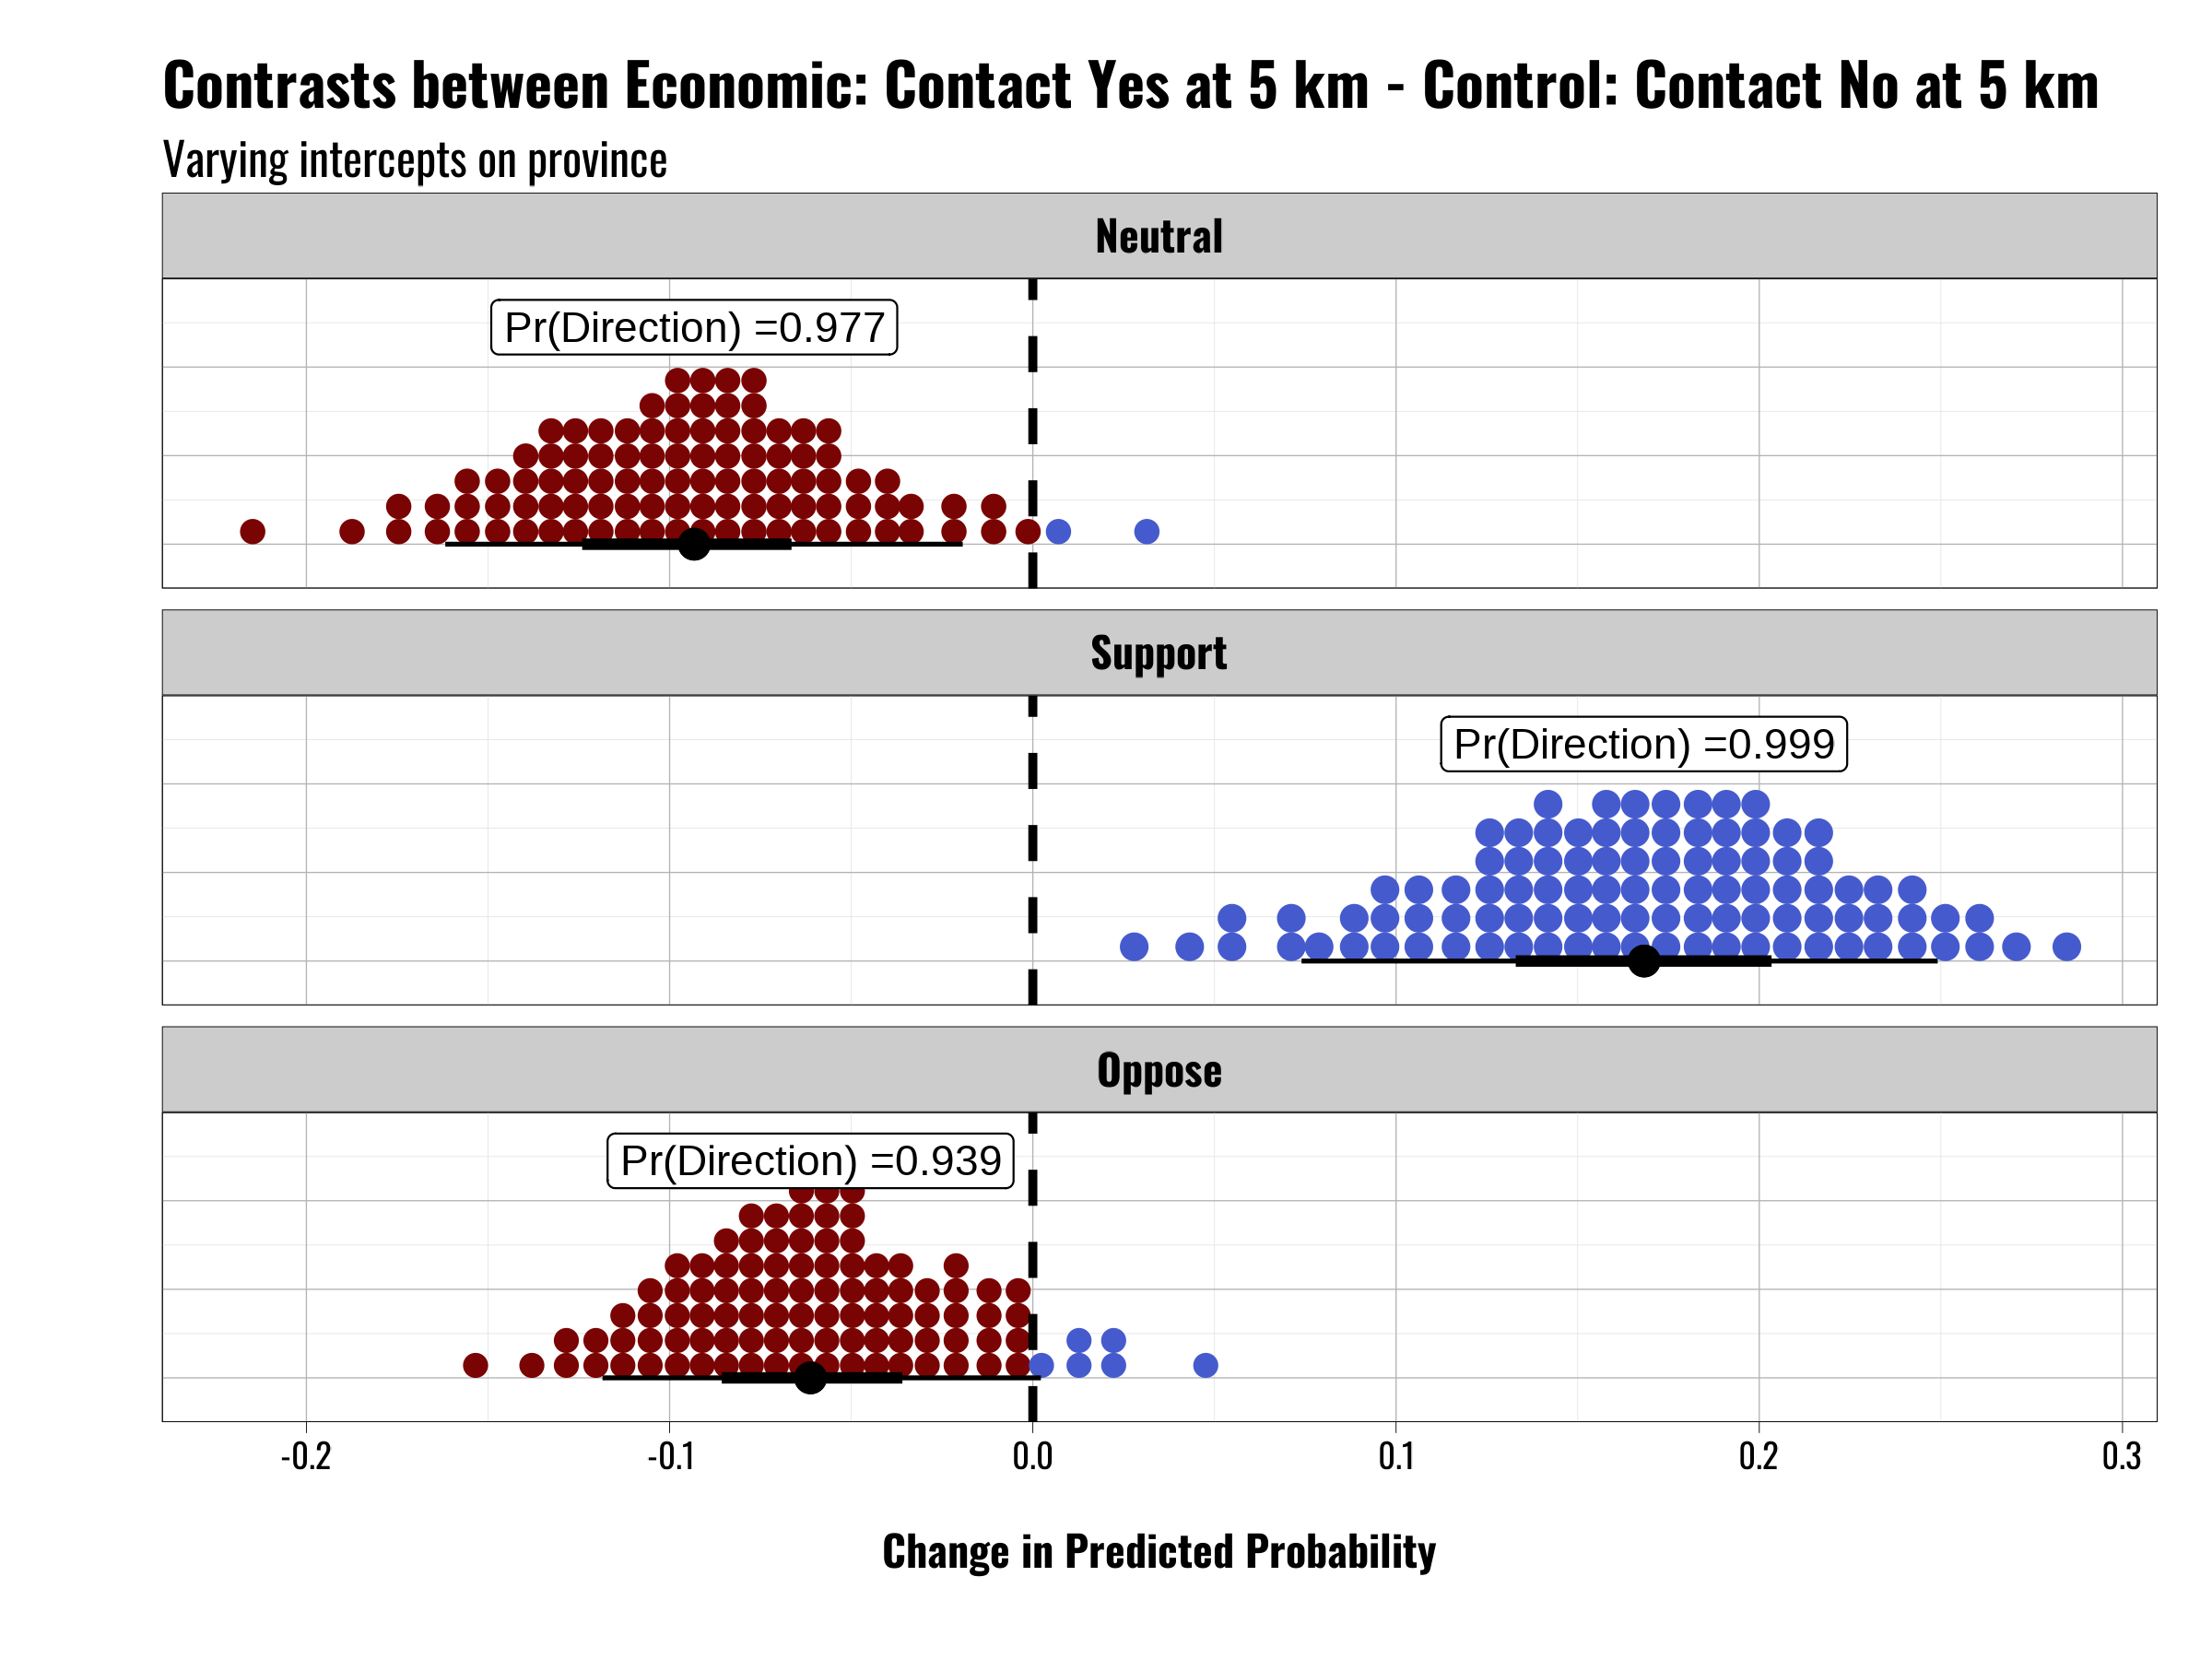 Contrasts between Economic: Contact Yes at 5 km - Control: Contact No at 5 km
Varying intercepts on province
Neutral
Pr(Direction) =0.977
Support
Pr(Direction) =0.999
Oppose
Pr(Direction) =0.939
-0.2 -0.1 0.0 0.1 0.2 0.3
Change in Predicted Probability